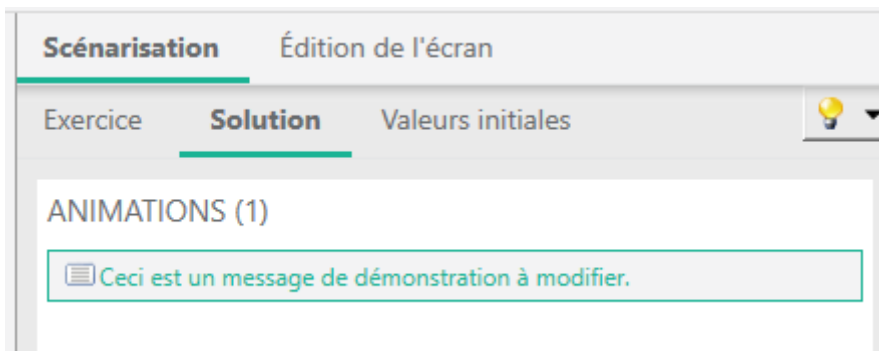 Scénarisation Édition de l'écran
Exercice Solution Valeurs initiales
ANIMATIONS (1)
Ceci est un message de démonstration à modifier.